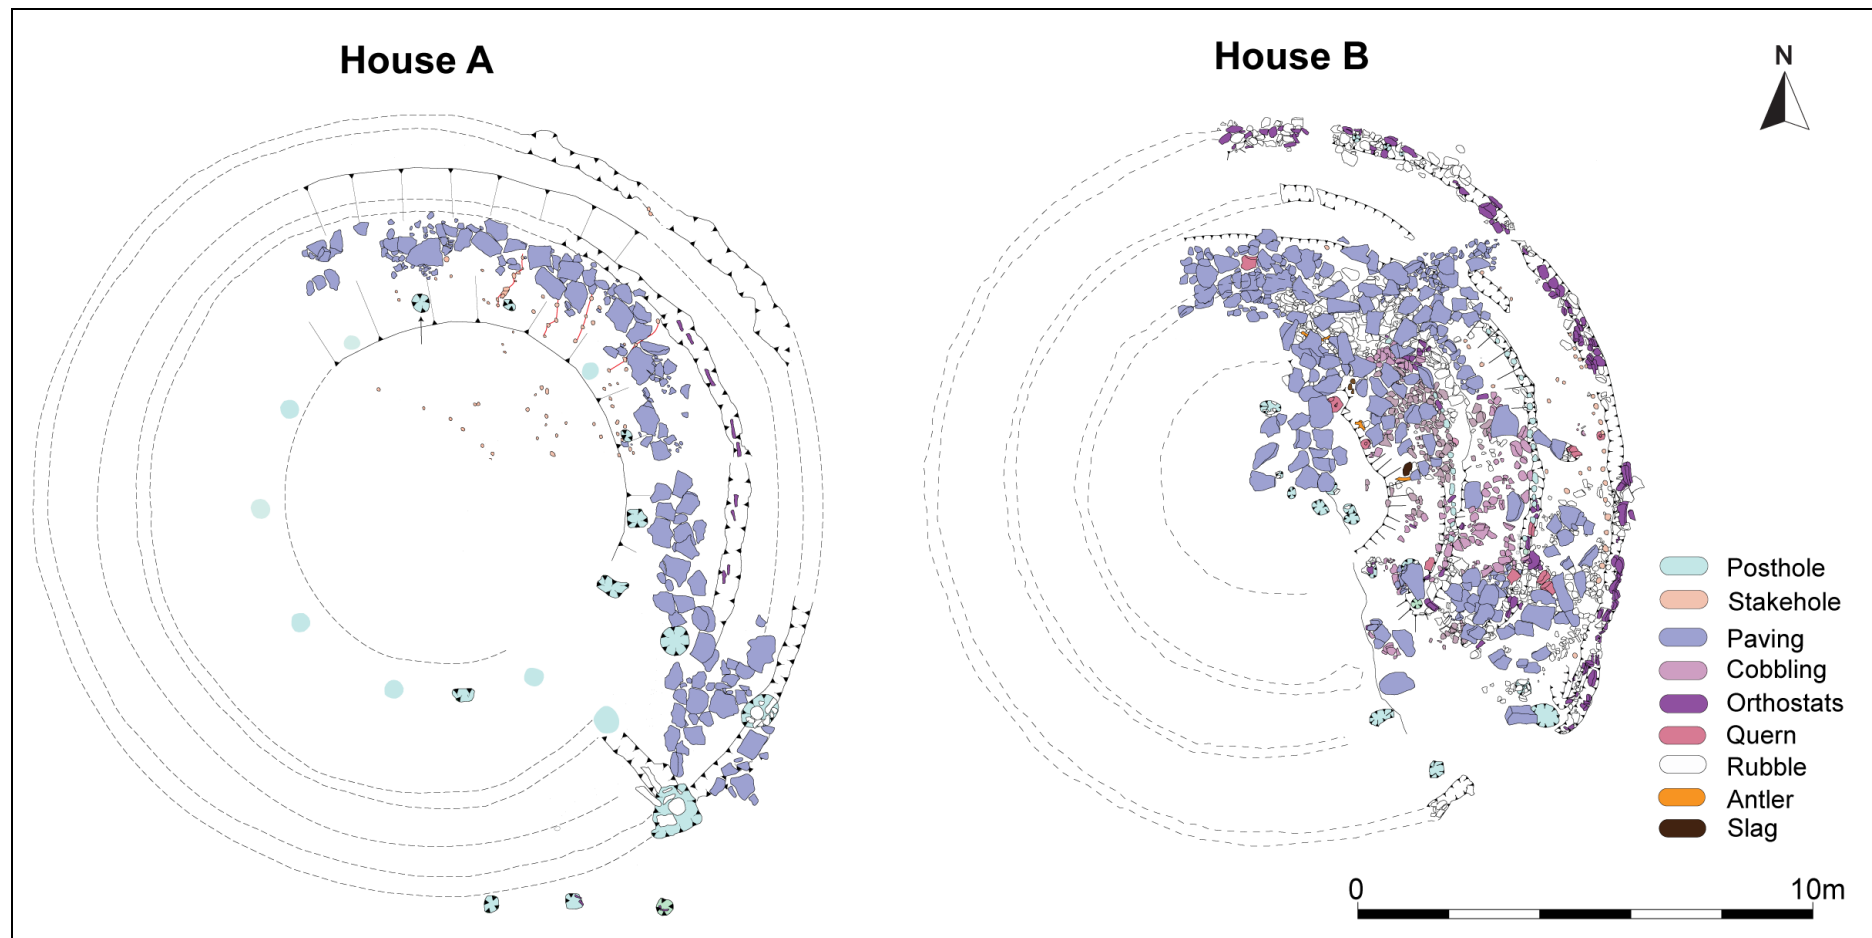 House A
House B
N
Posthole
Stakehole
Paving
Cobbling
Orthostats
Quern
Rubble
Antler
Slag
0 10m